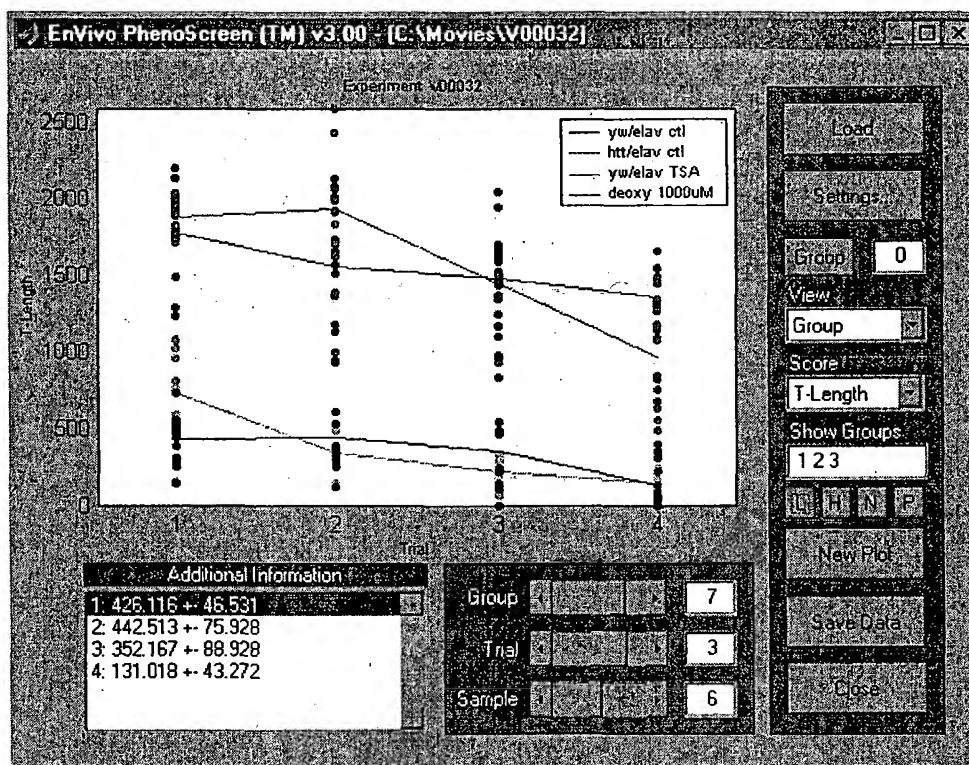 EnVivo PhenoScreen (TM) v3.00 - [C:\Movies\V00032]
Experiment V00032
2500
2000
1500
1000
500
0
T-Length
1 2 3 4
Trial
yw/elav ctl
htt/elav ctl
yw/elav TSA
deoxy 1000uM
Load
Settings...
Group 0
View
Group
Score
T-Length
Show Groups
1 2 3
L H N P
New Plot
Save Data
Close
Additional Information
1: 426.116 +- 46.531
2: 442.513 +- 75.928
3: 352.167 +- 88.928
4: 131.018 +- 43.272
Group 7
Trial 3
Sample 6